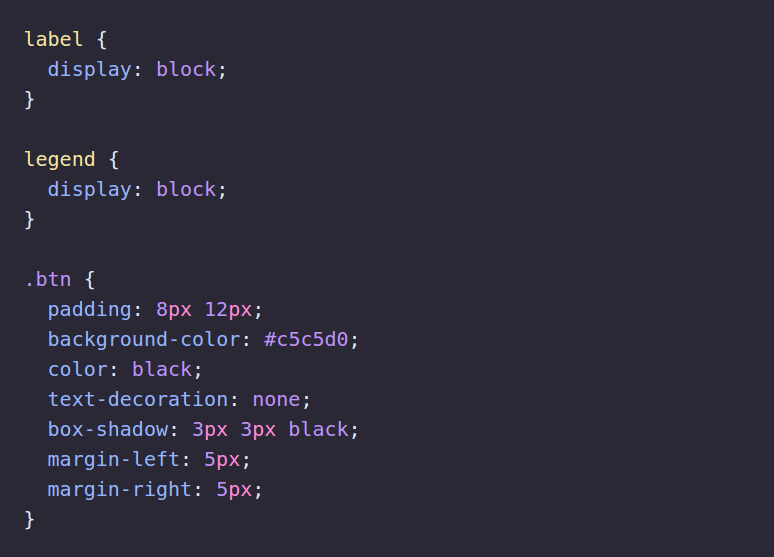 label {
  display: block;
}

legend {
  display: block;
}

.btn {
  padding: 8px 12px;
  background-color: #c5c5d0;
  color: black;
  text-decoration: none;
  box-shadow: 3px 3px black;
  margin-left: 5px;
  margin-right: 5px;
}